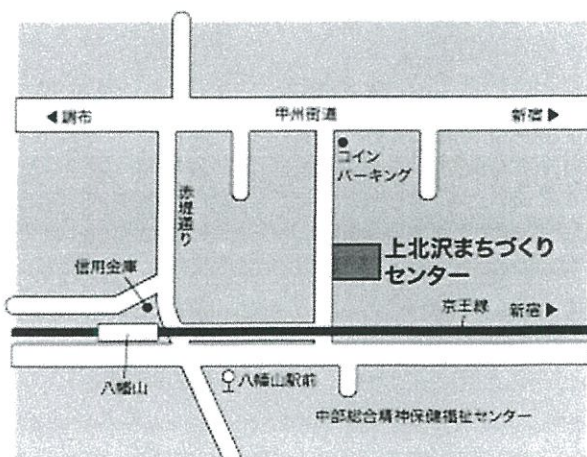 ◀調布
甲州街道
新宿▶
コイン
パーキング
赤堤通り
上北沢まちづくり
センター
信用金庫
京王線
新宿▶
八幡山
八幡山駅前
中部総合精神保健福祉センター